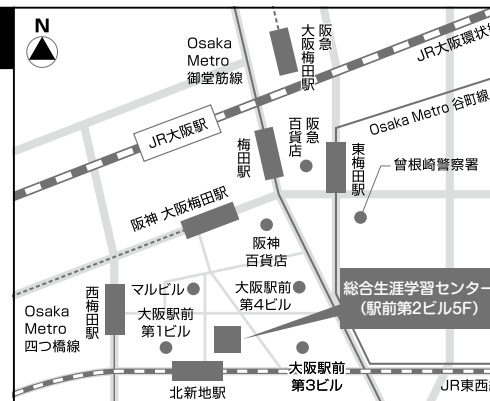 N
Osaka
Metro
御堂筋線
阪急
大阪梅田駅
JR大阪環状
JR大阪駅
梅田駅
阪急
百貨店
Osaka Metro 谷町線
東梅田駅
曾根崎警察署
阪神 大阪梅田駅
阪神
百貨店
マルビル
大阪駅前
第4ビル
総合生涯学習センター
(駅前第2ビル5F)
西梅田駅
Osaka
Metro
四つ橋線
大阪駅前
第1ビル
大阪駅前
第3ビル
北新地駅
JR東西